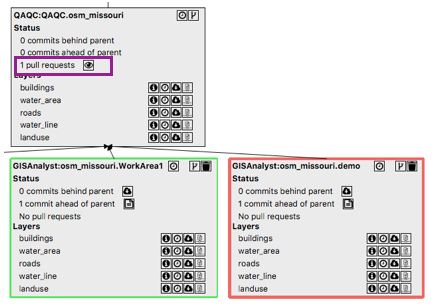 QAQC:QAQC.osm_missouri
Status
0 commits behind parent
0 commits ahead of parent
1 pull requests
Layers
buildings
water_area
roads
water_line
landuse
GISAnalyst:osm_missouri.WorkArea1
Status
0 commits behind parent
1 commit ahead of parent
No pull requests
Layers
buildings
water_area
roads
water_line
landuse
GISAnalyst:osm_missouri.demo
Status
0 commits behind parent
1 commit ahead of parent
No pull requests
Layers
buildings
water_area
roads
water_line
landuse